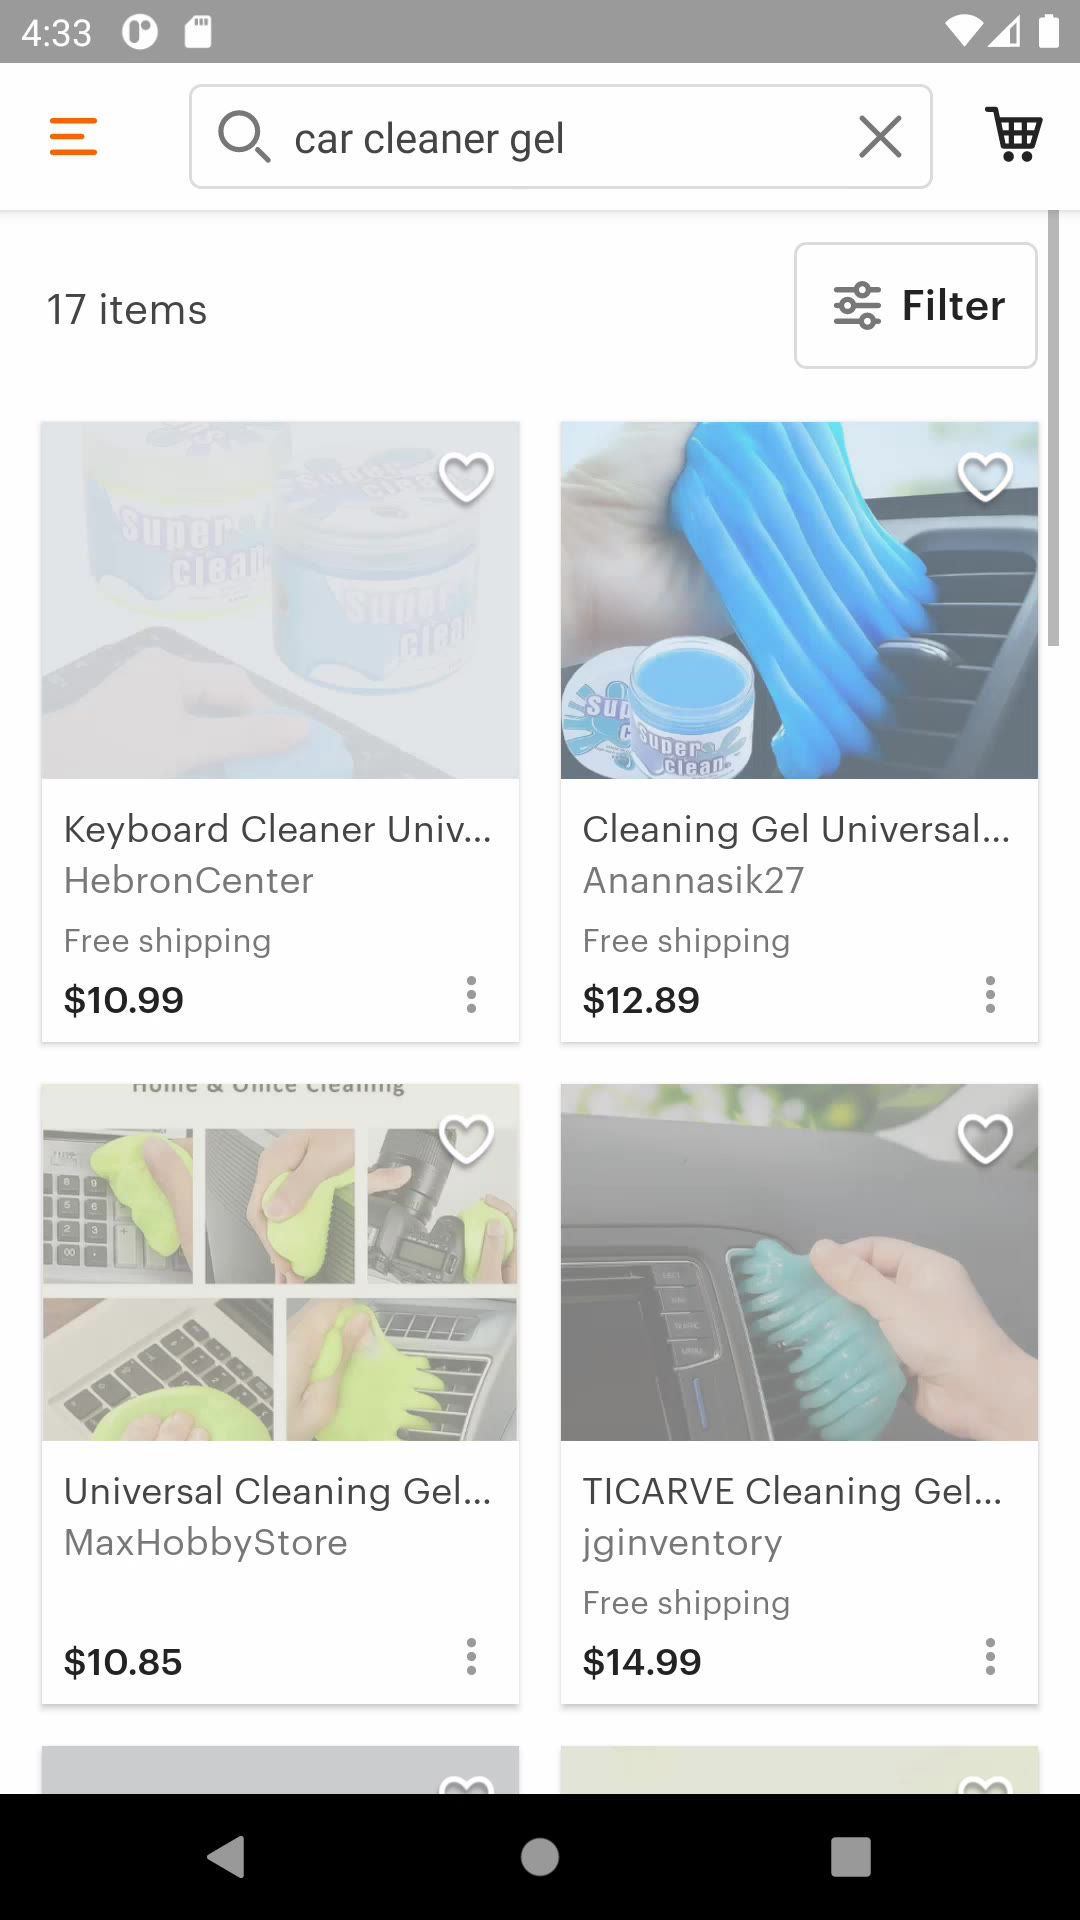 4:33
car cleaner gel
17 items
Filter
Super
clean
Super
clean
Keyboard Cleaner Univ...
HebronCenter
Free shipping
$10.99
Super
clean
Cleaning Gel Universal...
Anannasik27
Free shipping
$12.89
Home & Office Cleaning
Universal Cleaning Gel...
MaxHobbyStore
$10.85
TICARVE Cleaning Gel...
jginventory
Free shipping
$14.99